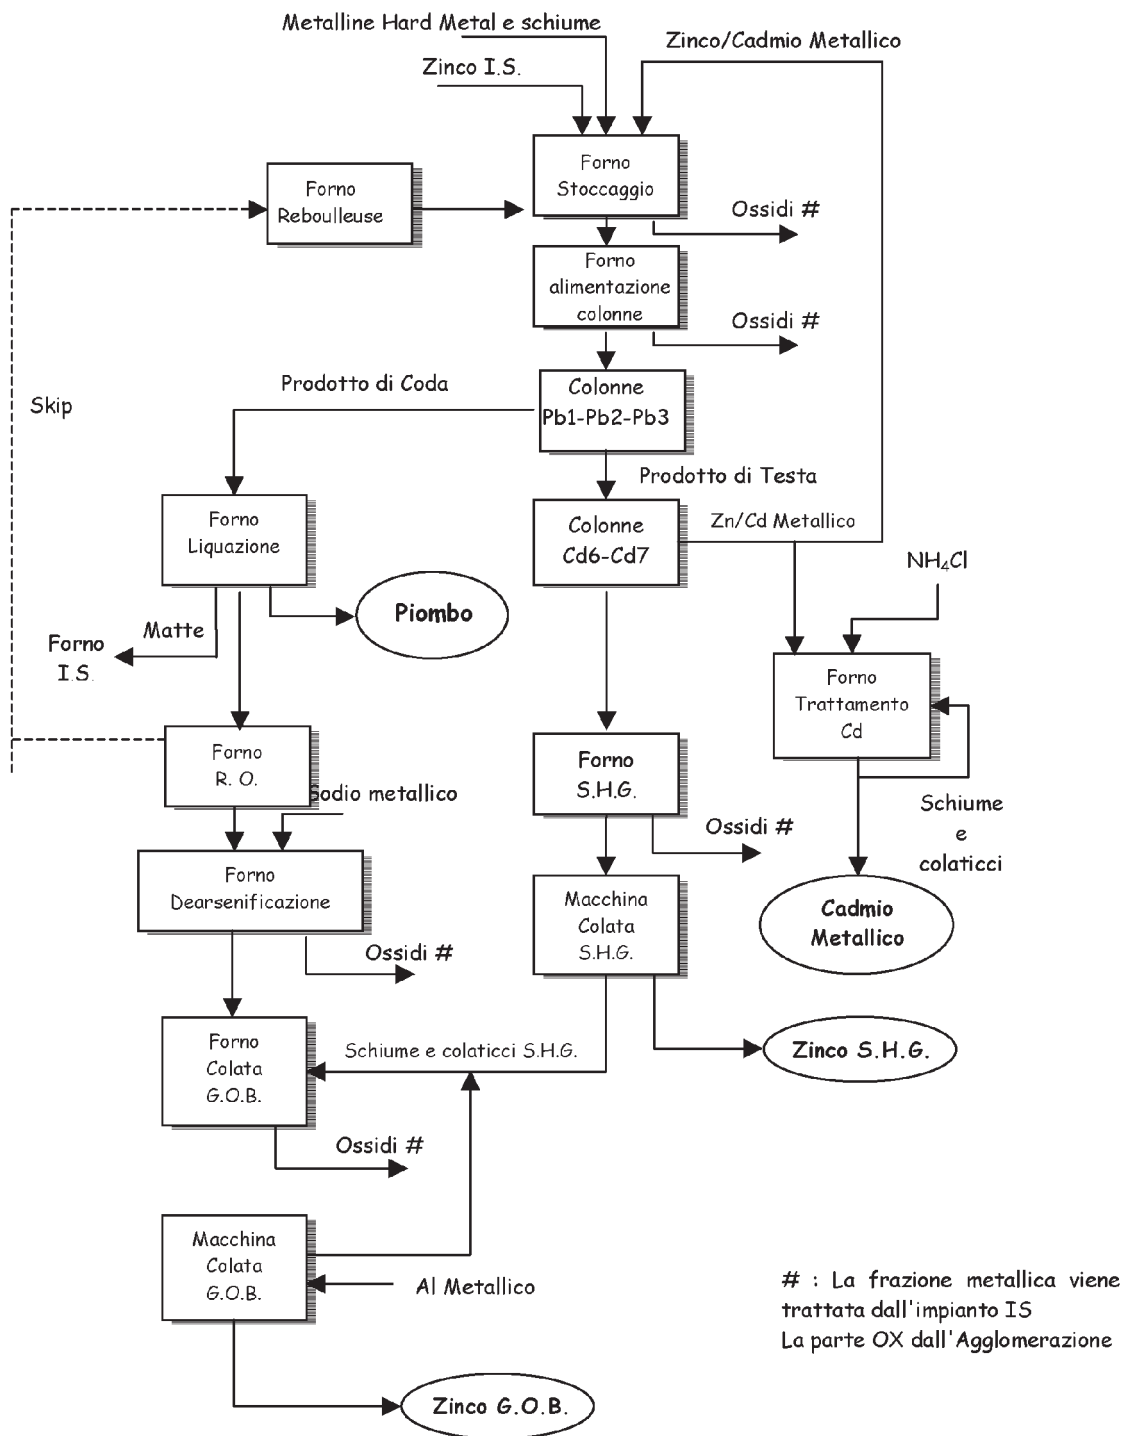 Metalline Hard Metal e schiume
Zinco/Cadmio Metallico
Zinco I.S.
Forno
Stoccaggio
Forno
Reboulleuse
Ossidi #
Forno
alimentazione
colonne
Ossidi #
Prodotto di Coda
Colonne
Pb1-Pb2-Pb3
Skip
Prodotto di Testa
Forno
Liquazione
Colonne
Cd6-Cd7
Zn/Cd Metallico
NH₄Cl
Piombo
Matte
Forno
I.S.
Forno
Trattamento
Cd
Forno
R. O.
Forno
S.H.G.
Sodio metallico
Ossidi #
Schiume
e
colaticci
Forno
Dearsenificazione
Macchina
Colata
S.H.G.
Cadmio
Metallico
Ossidi #
Forno
Colata
G.O.B.
Schiume e colaticci S.H.G.
Zinco S.H.G.
Ossidi #
Macchina
Colata
G.O.B.
Al Metallico
# : La frazione metallica viene
trattata dall'impianto IS
La parte OX dall'Agglomerazione
Zinco G.O.B.